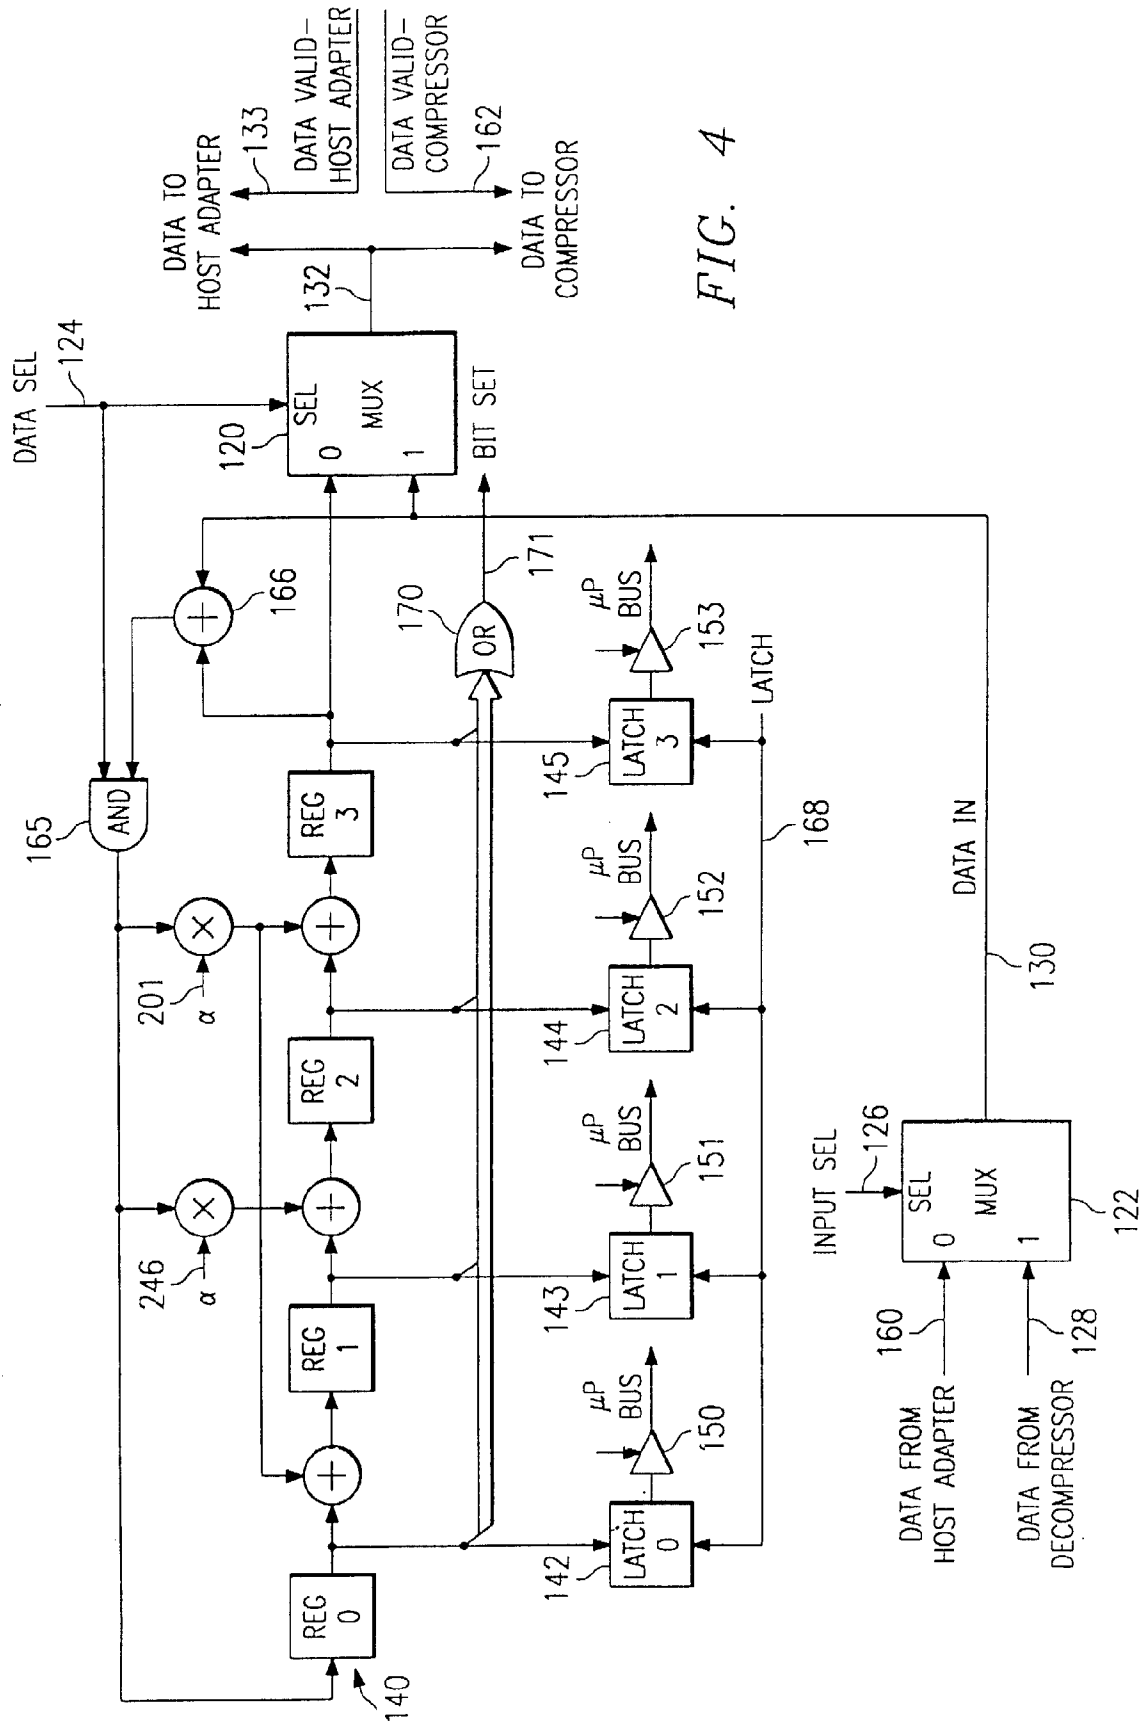 DATA SEL
124
DATA TO
HOST ADAPTER
133
DATA VALID–
HOST ADAPTER
DATA VALID–
COMPRESSOR
162
DATA TO
COMPRESSOR
132
120
SEL
MUX
0
1
BIT SET
171
170
OR
166
+
165
AND
201
α
×
246
α
×
REG
0
140
+
REG
1
+
REG
2
+
REG
3
142
LATCH
0
150
μP
BUS
143
LATCH
1
151
μP
BUS
144
LATCH
2
152
μP
BUS
145
LATCH
3
153
μP
BUS
LATCH
168
DATA IN
130
INPUT SEL
126
SEL
MUX
0
1
122
160
DATA FROM
HOST ADAPTER
128
DATA FROM
DECOMPRESSOR
FIG. 4